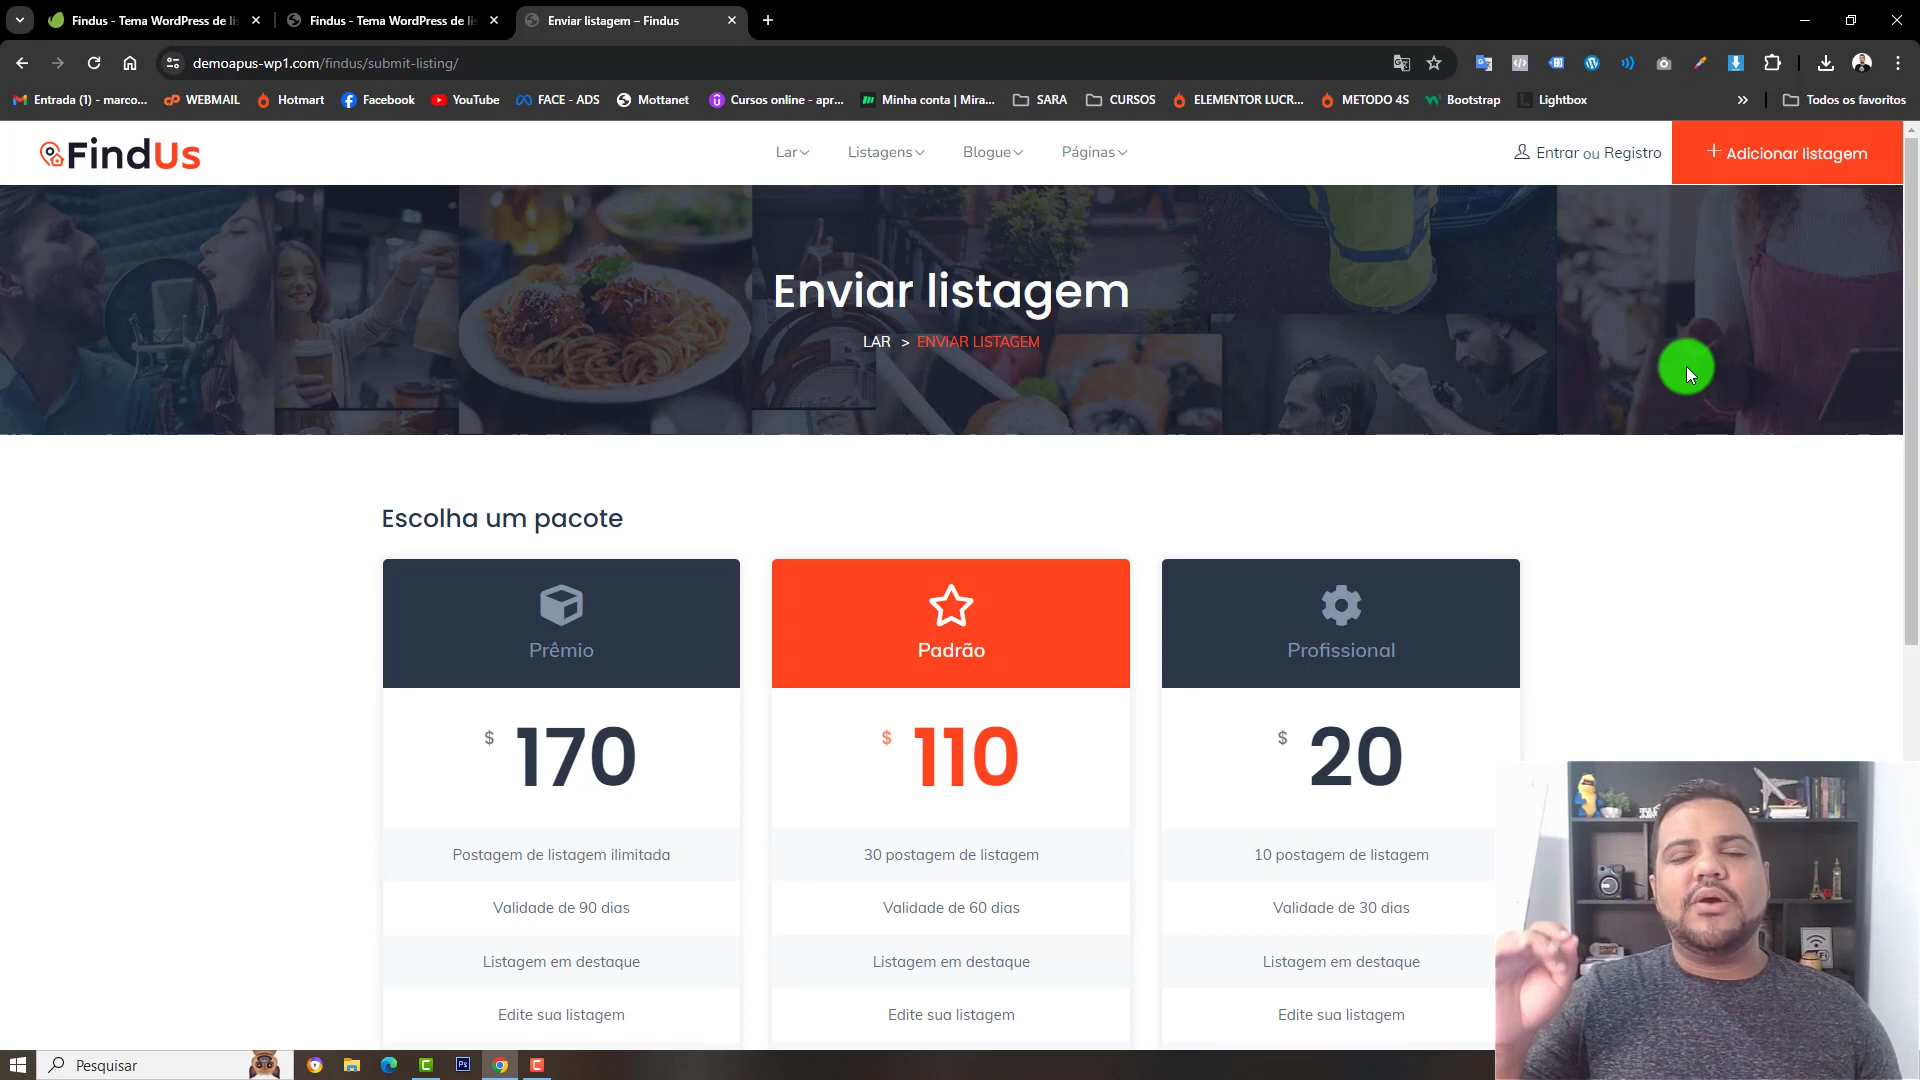 Findus - Tema WordPress de li
Findus - Tema WordPress de li
Enviar listagem – Findus
demoapus-wp1.com/findus/submit-listing/
Entrada (1) - marco...
WEBMAIL
Hotmart
Facebook
YouTube
FACE - ADS
Mottanet
Cursos online - apr...
Minha conta | Mira...
SARA
CURSOS
ELEMENTOR LUCR...
METODO 4S
Bootstrap
Lightbox
Todos os favoritos
FindUs
Lar
Listagens
Blogue
Páginas
Entrar ou Registro
+ Adicionar listagem
Enviar listagem
LAR > ENVIAR LISTAGEM
Escolha um pacote
Prêmio
Padrão
Profissional
$ 170
$ 110
$ 20
Postagem de listagem ilimitada
30 postagem de listagem
10 postagem de listagem
Validade de 90 dias
Validade de 60 dias
Validade de 30 dias
Listagem em destaque
Listagem em destaque
Listagem em destaque
Edite sua listagem
Edite sua listagem
Edite sua listagem
Pesquisar